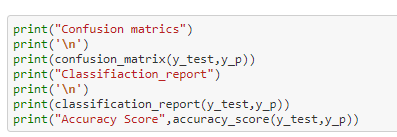 print("Confusion matrics")
print('\n')
print(confusion_matrix(y_test,y_p))
print("Classifiaction_report")
print('\n')
print(classification_report(y_test,y_p))
print("Accuracy Score",accuracy_score(y_test,y_p))